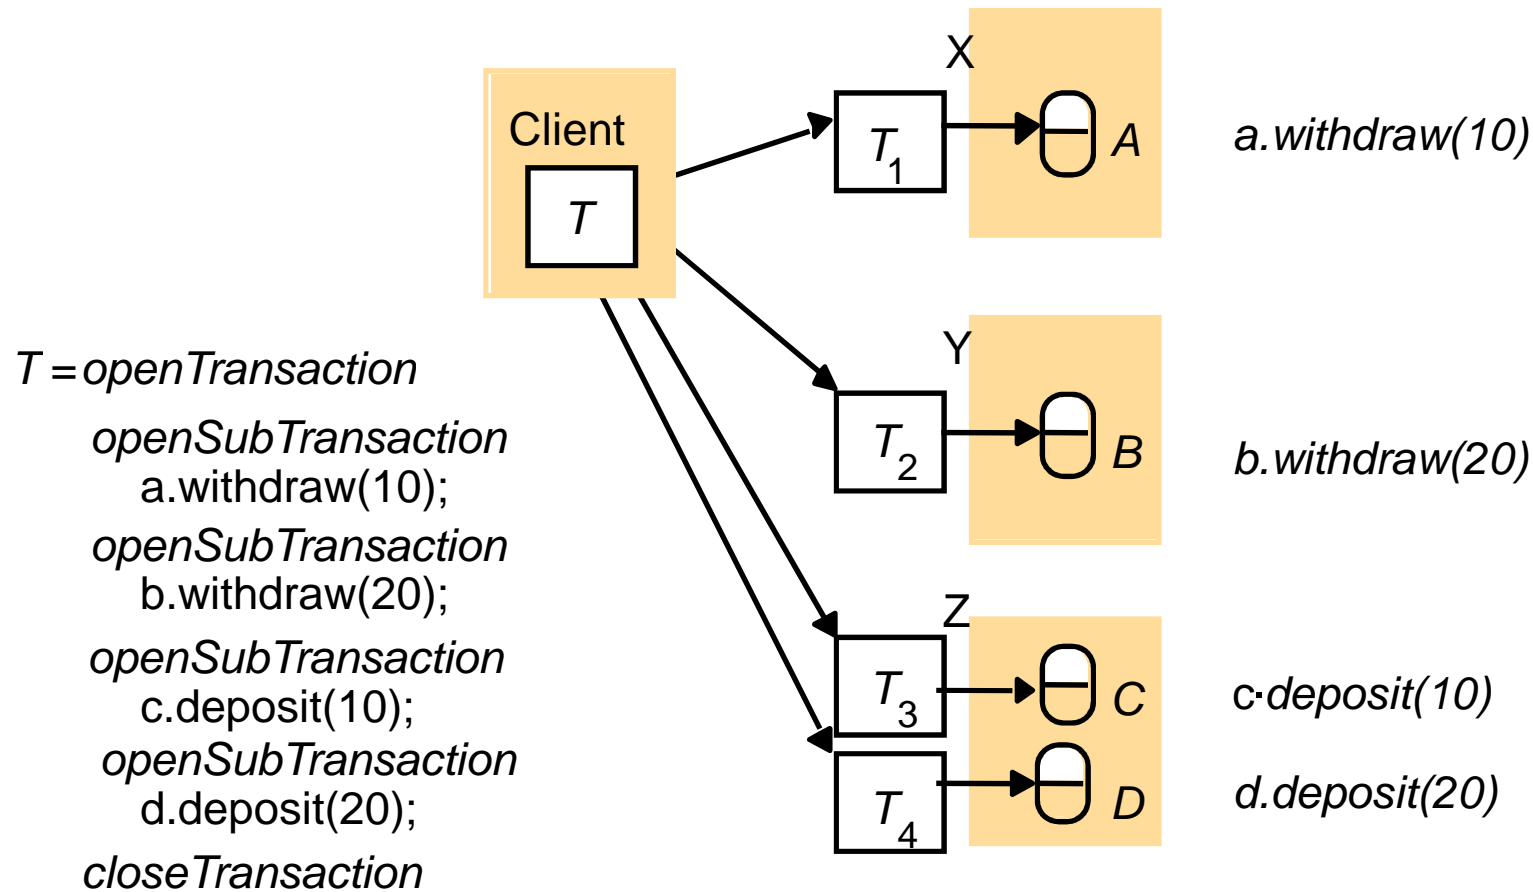 X
Client
T
T1
A
a.withdraw(10)
Y
T2
B
b.withdraw(20)
T = openTransaction
openSubTransaction
a.withdraw(10);
openSubTransaction
b.withdraw(20);
openSubTransaction
c.deposit(10);
openSubTransaction
d.deposit(20);
closeTransaction
Z
T3
C
c.deposit(10)
T4
D
d.deposit(20)